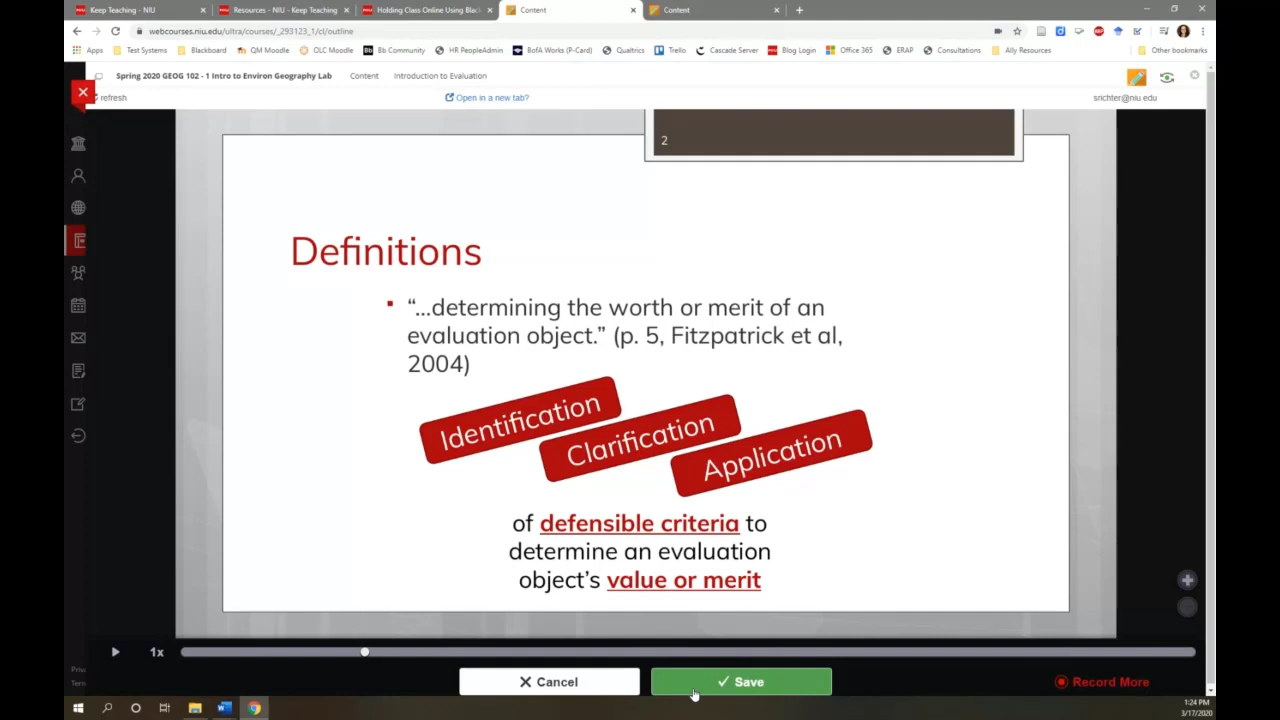 Keep Teaching - NIU
Resources - NIU - Keep Teaching
Holding Class Online Using Blac
Content
Content
webcourses.niu.edu/ultra/courses/_293131_1/cl/outline
Apps
Test Systems
Blackboard
QM Moodle
OLC Moodle
Bb Community
HR PeopleAdmin
BofA Works (P-Card)
Qualtrics
Trello
Cascade Server
Blog Login
Office 365
ERAP
Consultations
Ally Resources
Other bookmarks
Spring 2020 GEOG 102 - 1 Intro to Environ Geography Lab
Content
Introduction to Evaluation
refresh
Open in a new tab?
srichter@niu.edu
2
Definitions
“...determining the worth or merit of an
evaluation object.” (p. 5, Fitzpatrick et al,
2004)
Identification
Clarification
Application
of defensible criteria to
determine an evaluation
object’s value or merit
1x
Priv
Term
Cancel
Save
Record More
1:24 PM
3/17/2020